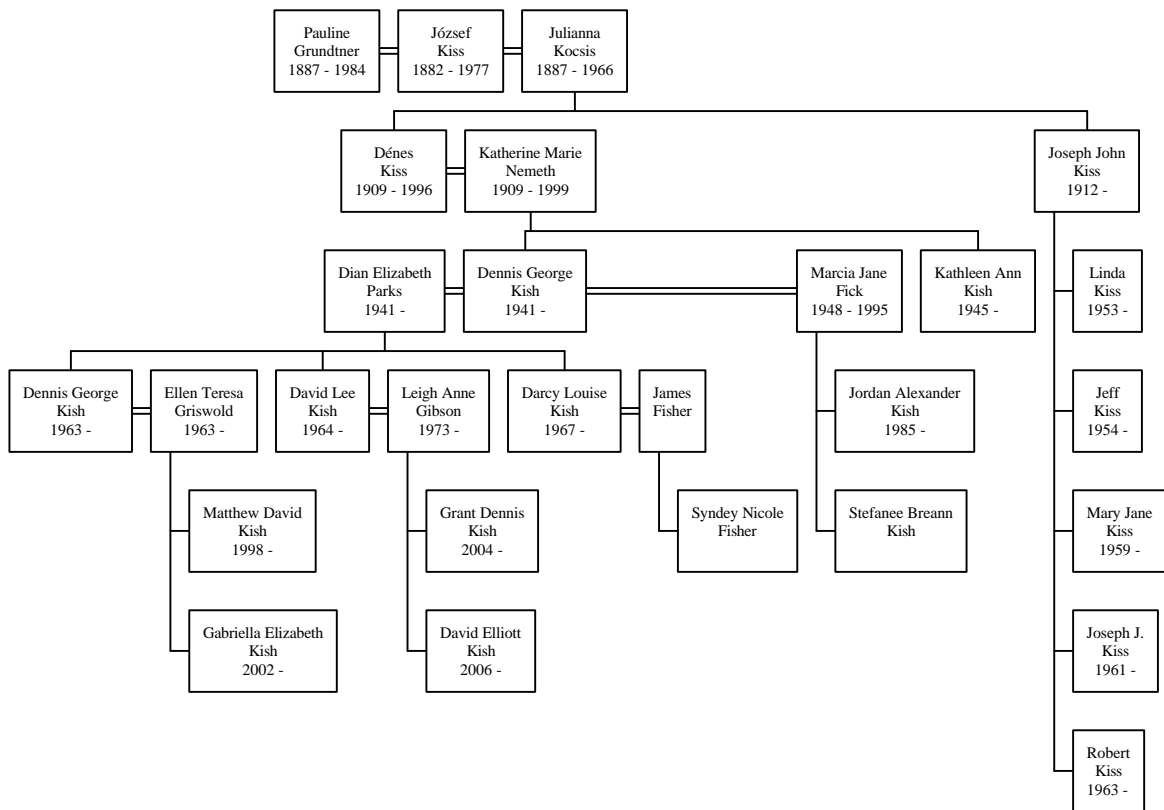 Pauline
Grundtner
1887 - 1984
József
Kiss
1882 - 1977
Julianna
Kocsis
1887 - 1966
Dénes
Kiss
1909 - 1996
Katherine Marie
Nemeth
1909 - 1999
Joseph John
Kiss
1912 -
Dian Elizabeth
Parks
1941 -
Dennis George
Kish
1941 -
Marcia Jane
Fick
1948 - 1995
Kathleen Ann
Kish
1945 -
Linda
Kiss
1953 -
Dennis George
Kish
1963 -
Ellen Teresa
Griswold
1963 -
David Lee
Kish
1964 -
Leigh Anne
Gibson
1973 -
Darcy Louise
Kish
1967 -
James
Fisher
Jordan Alexander
Kish
1985 -
Jeff
Kiss
1954 -
Matthew David
Kish
1998 -
Grant Dennis
Kish
2004 -
Syndey Nicole
Fisher
Stefanee Breann
Kish
Mary Jane
Kiss
1959 -
Gabriella Elizabeth
Kish
2002 -
David Elliott
Kish
2006 -
Joseph J.
Kiss
1961 -
Robert
Kiss
1963 -